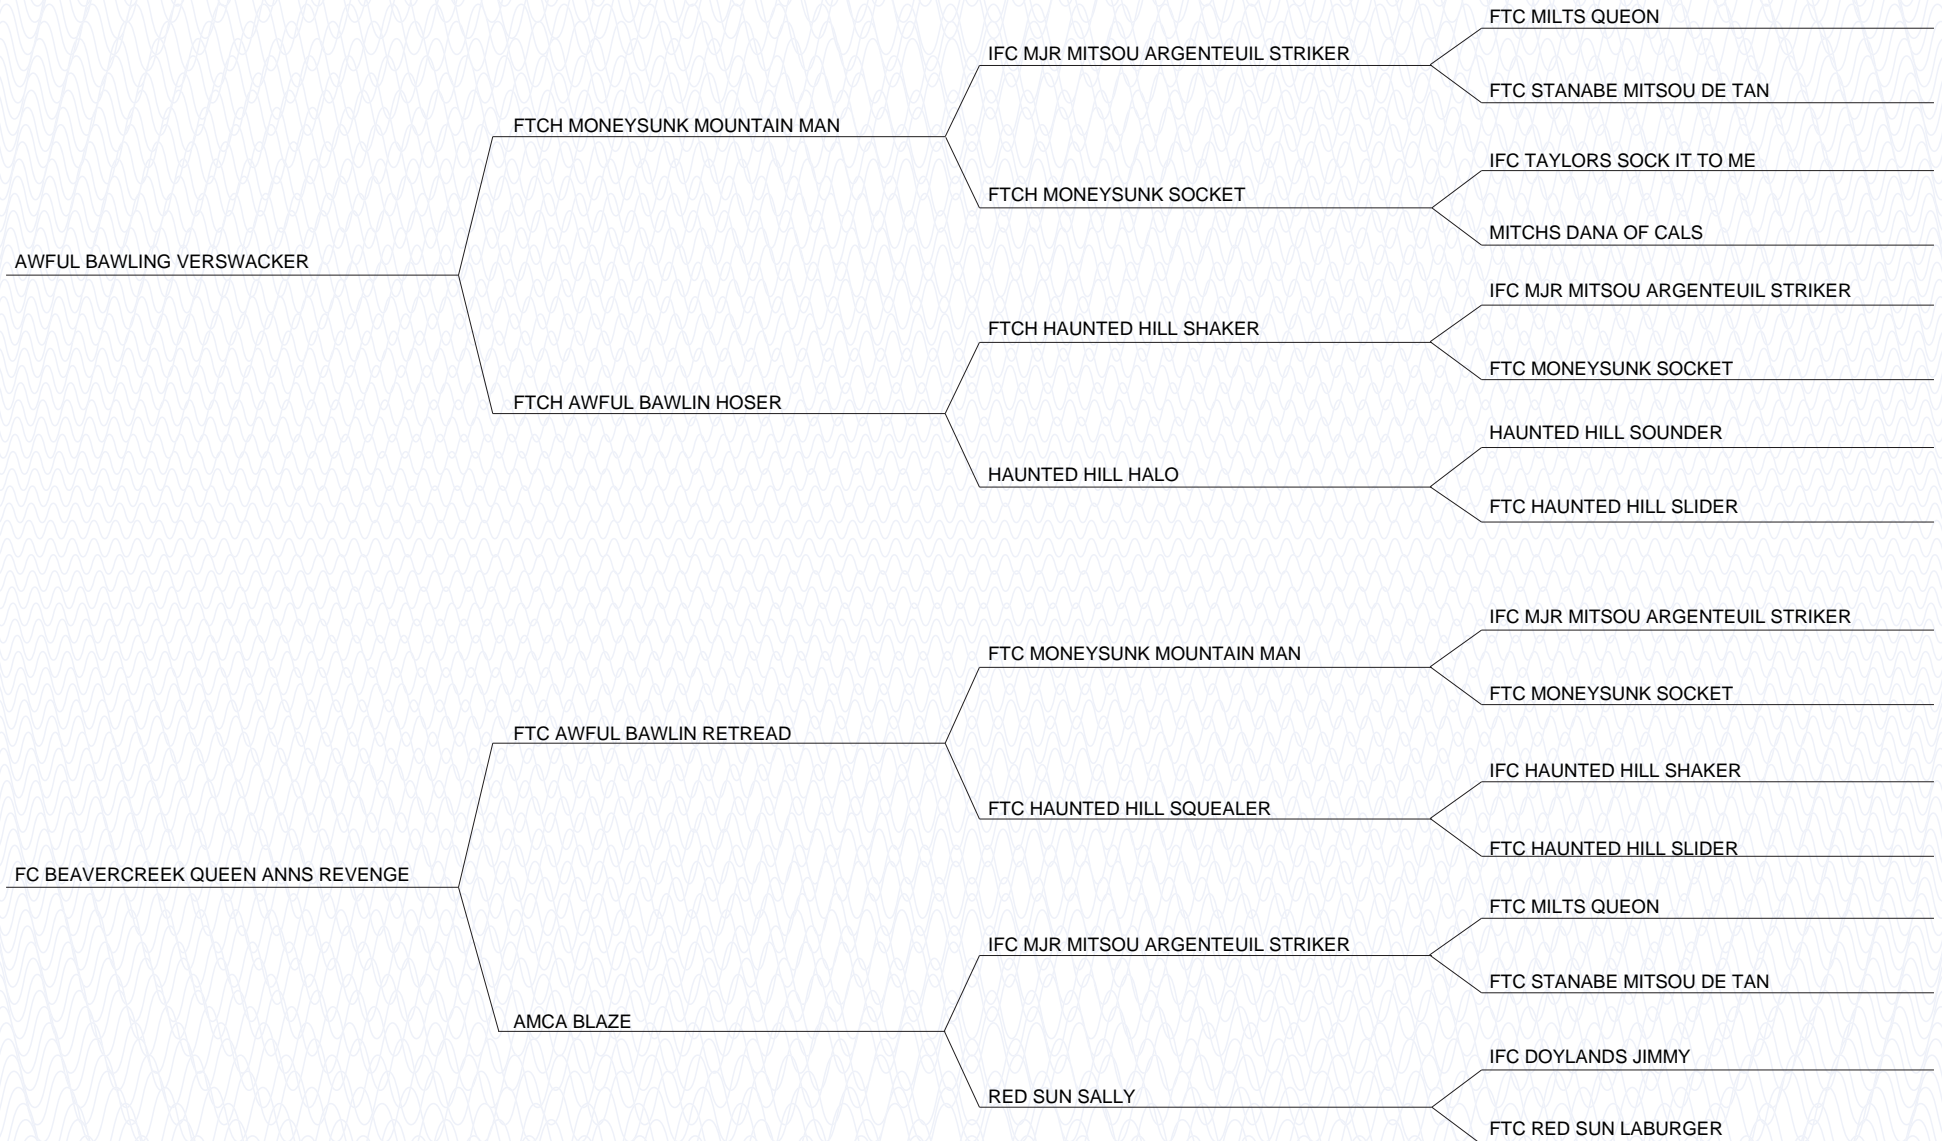 FTC MILTS QUEON
IFC MJR MITSOU ARGENTEUIL STRIKER
FTC STANABE MITSOU DE TAN
FTCH MONEYSUNK MOUNTAIN MAN
IFC TAYLORS SOCK IT TO ME
FTCH MONEYSUNK SOCKET
MITCHS DANA OF CALS
AWFUL BAWLING VERSWACKER
IFC MJR MITSOU ARGENTEUIL STRIKER
FTCH HAUNTED HILL SHAKER
FTC MONEYSUNK SOCKET
FTCH AWFUL BAWLIN HOSER
HAUNTED HILL SOUNDER
HAUNTED HILL HALO
FTC HAUNTED HILL SLIDER
IFC MJR MITSOU ARGENTEUIL STRIKER
FTC MONEYSUNK MOUNTAIN MAN
FTC MONEYSUNK SOCKET
FTC AWFUL BAWLIN RETREAD
IFC HAUNTED HILL SHAKER
FTC HAUNTED HILL SQUEALER
FTC HAUNTED HILL SLIDER
FC BEAVERCREEK QUEEN ANNS REVENGE
FTC MILTS QUEON
IFC MJR MITSOU ARGENTEUIL STRIKER
FTC STANABE MITSOU DE TAN
AMCA BLAZE
IFC DOYLANDS JIMMY
RED SUN SALLY
FTC RED SUN LABURGER